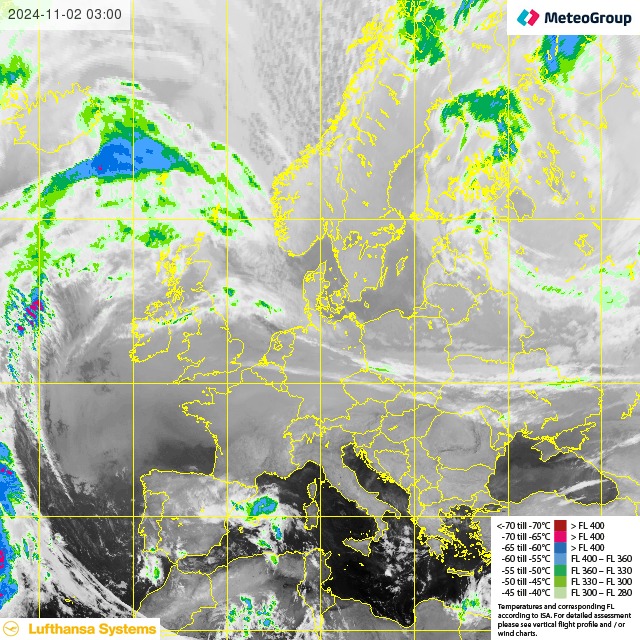 2024-11-02 03:00
MeteoGroup
<-70 till -70°C > FL 400
-70 till -65°C > FL 400
-65 till -60°C > FL 400
-60 till -55°C FL 400 – FL 360
-55 till -50°C FL 360 – FL 330
-50 till -45°C FL 330 – FL 300
-45 till -40°C FL 300 – FL 280
Temperatures and corresponding FL
according to ISA. For detailed assessment
please see vertical flight profile and / or
wind charts.
Lufthansa Systems